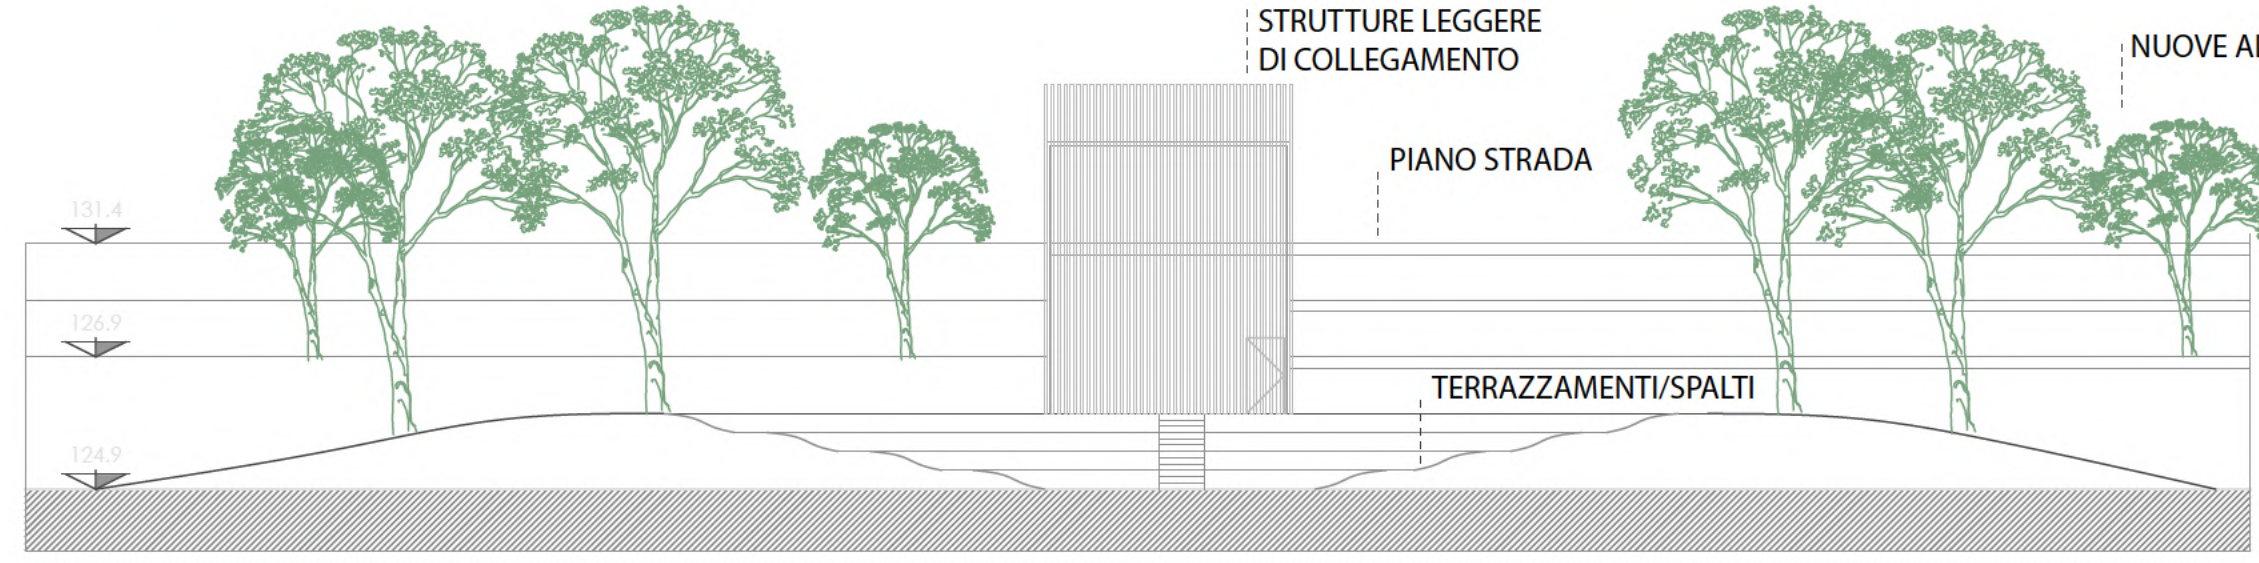 STRUTTURE LEGGERE
DI COLLEGAMENTO
NUOVE
PIANO STRADA
131.4
126.9
TERRAZZAMENTI/SPALTI
124.9